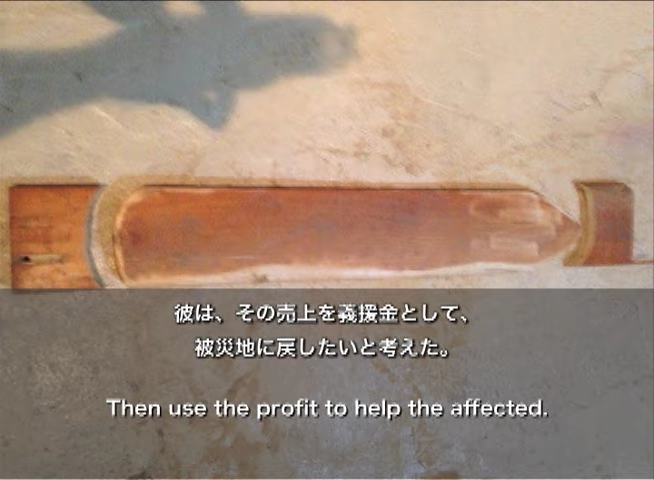 彼は、その売上を義援金として、
被災地に戻したいと考えた。
Then use the profit to help the affected.